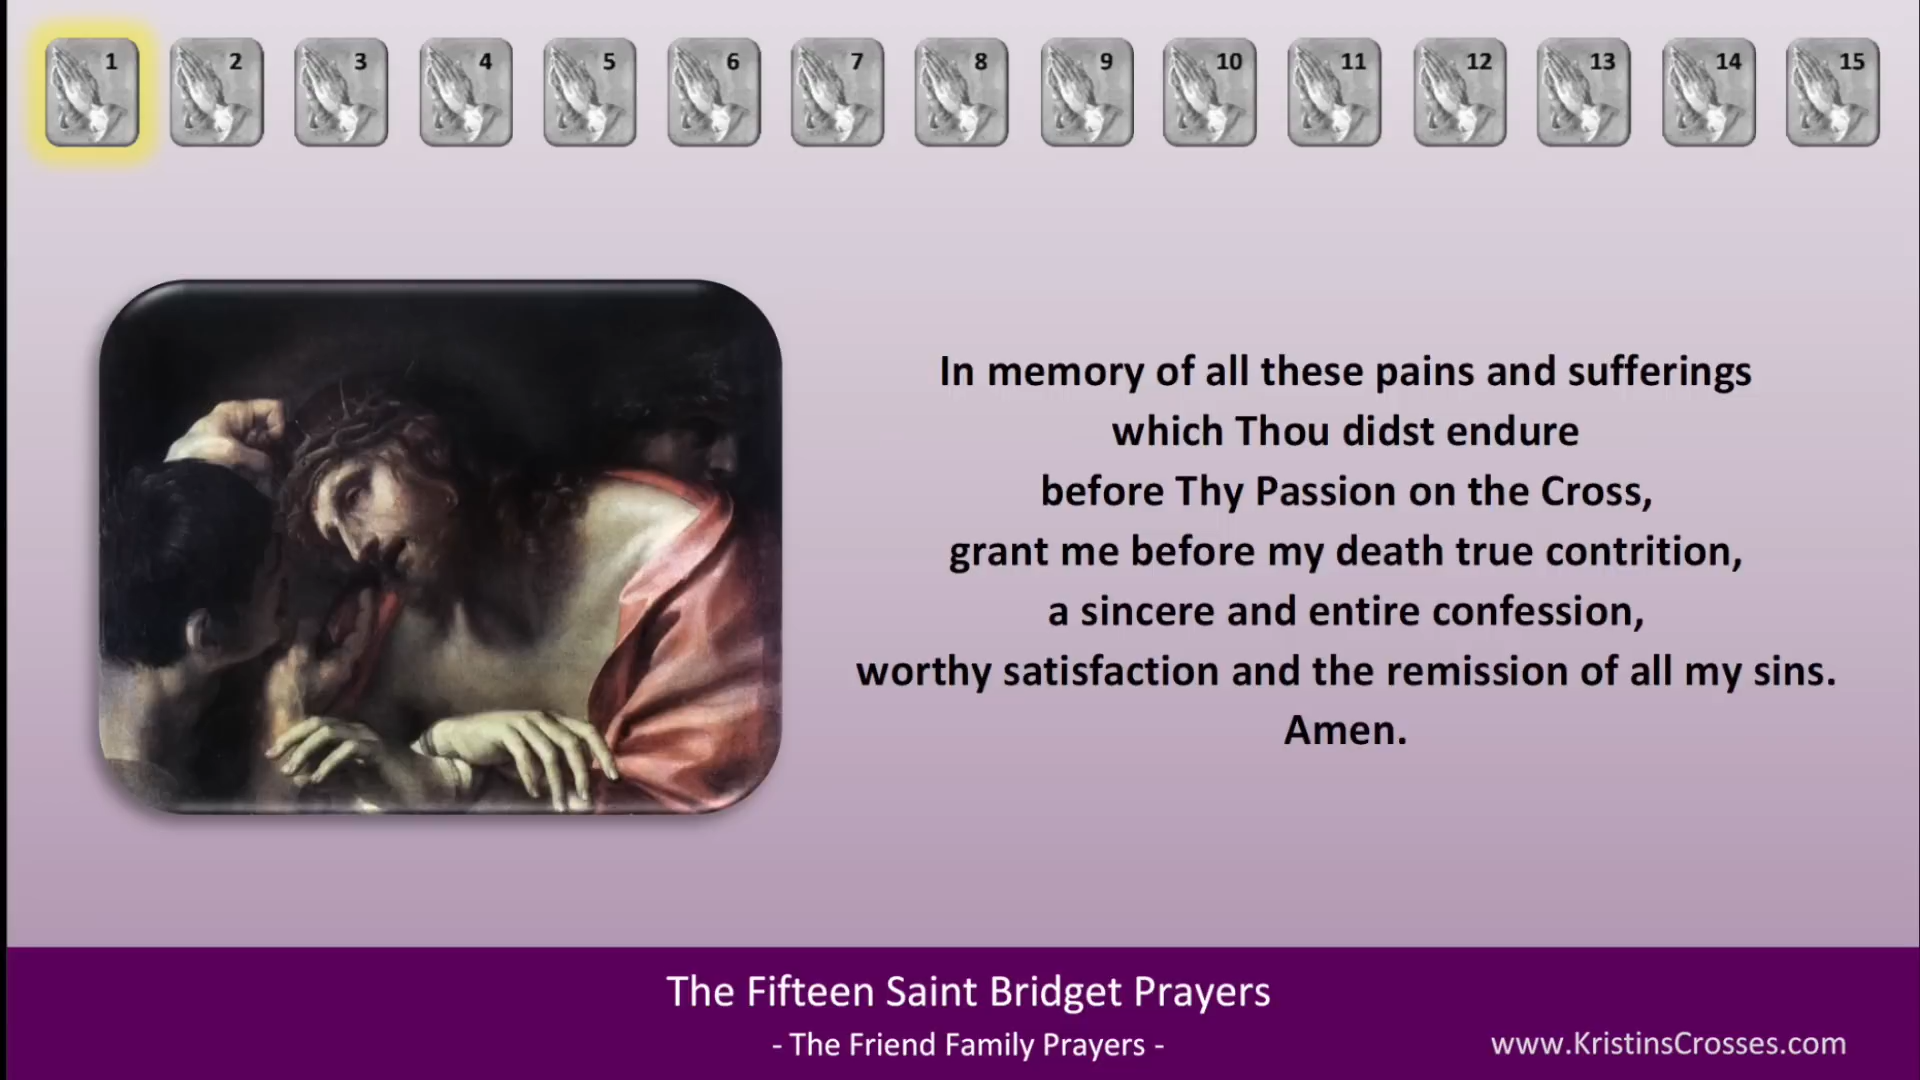 1 2 3 4 5 6 7 8 9 10 11 12 13 14 15
In memory of all these pains and sufferings
which Thou didst endure
before Thy Passion on the Cross,
grant me before my death true contrition,
a sincere and entire confession,
worthy satisfaction and the remission of all my sins.
Amen.
The Fifteen Saint Bridget Prayers
- The Friend Family Prayers -
www.KristinsCrosses.com